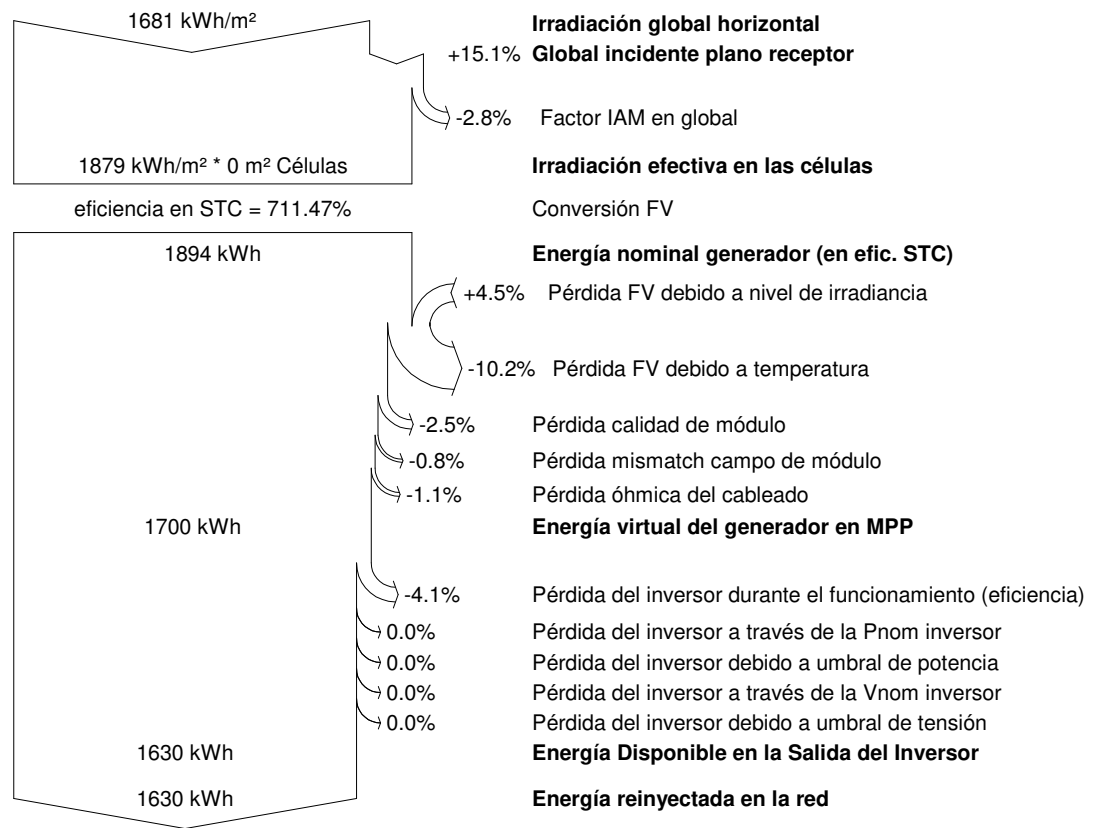 1681 kWh/m² Irradiación global horizontal
+15.1% Global incidente plano receptor
-2.8% Factor IAM en global
1879 kWh/m² * 0 m² Células Irradiación efectiva en las células
eficiencia en STC = 711.47% Conversión FV
1894 kWh Energía nominal generador (en efic. STC)
+4.5% Pérdida FV debido a nivel de irradiancia
-10.2% Pérdida FV debido a temperatura
-2.5% Pérdida calidad de módulo
-0.8% Pérdida mismatch campo de módulo
-1.1% Pérdida óhmica del cableado
1700 kWh Energía virtual del generador en MPP
-4.1% Pérdida del inversor durante el funcionamiento (eficiencia)
0.0% Pérdida del inversor a través de la Pnom inversor
0.0% Pérdida del inversor debido a umbral de potencia
0.0% Pérdida del inversor a través de la Vnom inversor
0.0% Pérdida del inversor debido a umbral de tensión
1630 kWh Energía Disponible en la Salida del Inversor
1630 kWh Energía reinyectada en la red